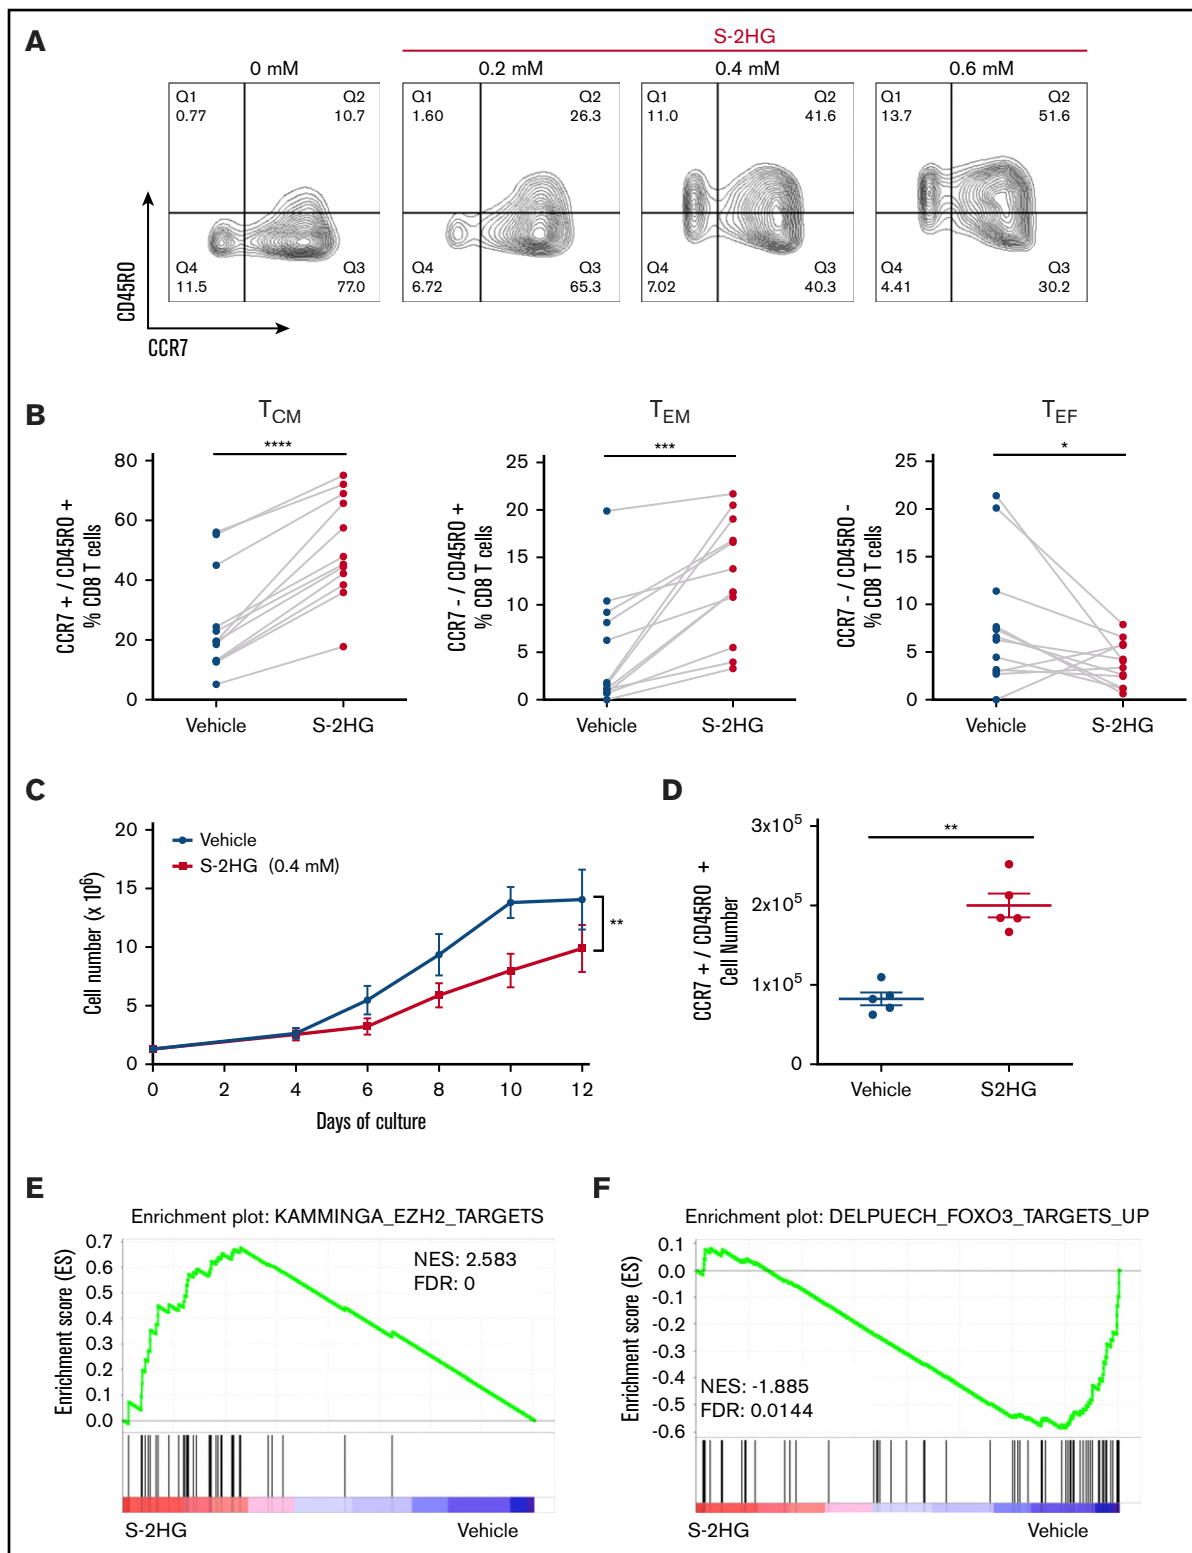 A
S-2HG
0 mM
0.2 mM
0.4 mM
0.6 mM
Q1
0.77
Q2
10.7
Q4
11.5
Q3
77.0
Q1
1.60
Q2
26.3
Q4
6.72
Q3
65.3
Q1
11.0
Q2
41.6
Q4
7.02
Q3
40.3
Q1
13.7
Q2
51.6
Q4
4.41
Q3
30.2
CD45RO
CCR7
B
TCM
****
CCR7 + / CD45RO +
% CD8 T cells
80
60
40
20
0
Vehicle
S-2HG
TEM
***
CCR7 - / CD45RO +
% CD8 T cells
25
20
15
10
5
0
Vehicle
S-2HG
TEF
*
CCR7 - / CD45RO -
% CD8 T cells
25
20
15
10
5
0
Vehicle
S-2HG
C
Vehicle
S-2HG (0.4 mM)
Cell number (x 10⁶)
20
15
10
5
0
0
2
4
6
8
10
12
**
Days of culture
D
CCR7 + / CD45RO +
Cell Number
3x10⁵
2x10⁵
1x10⁵
0
**
Vehicle
S2HG
E
Enrichment plot: KAMMINGA_EZH2_TARGETS
Enrichment score (ES)
0.7
0.6
0.5
0.4
0.3
0.2
0.1
0.0
NES: 2.583
FDR: 0
S-2HG
Vehicle
F
Enrichment plot: DELPUECH_FOXO3_TARGETS_UP
Enrichment score (ES)
0.1
0.0
-0.1
-0.2
-0.3
-0.4
-0.5
-0.6
NES: -1.885
FDR: 0.0144
S-2HG
Vehicle